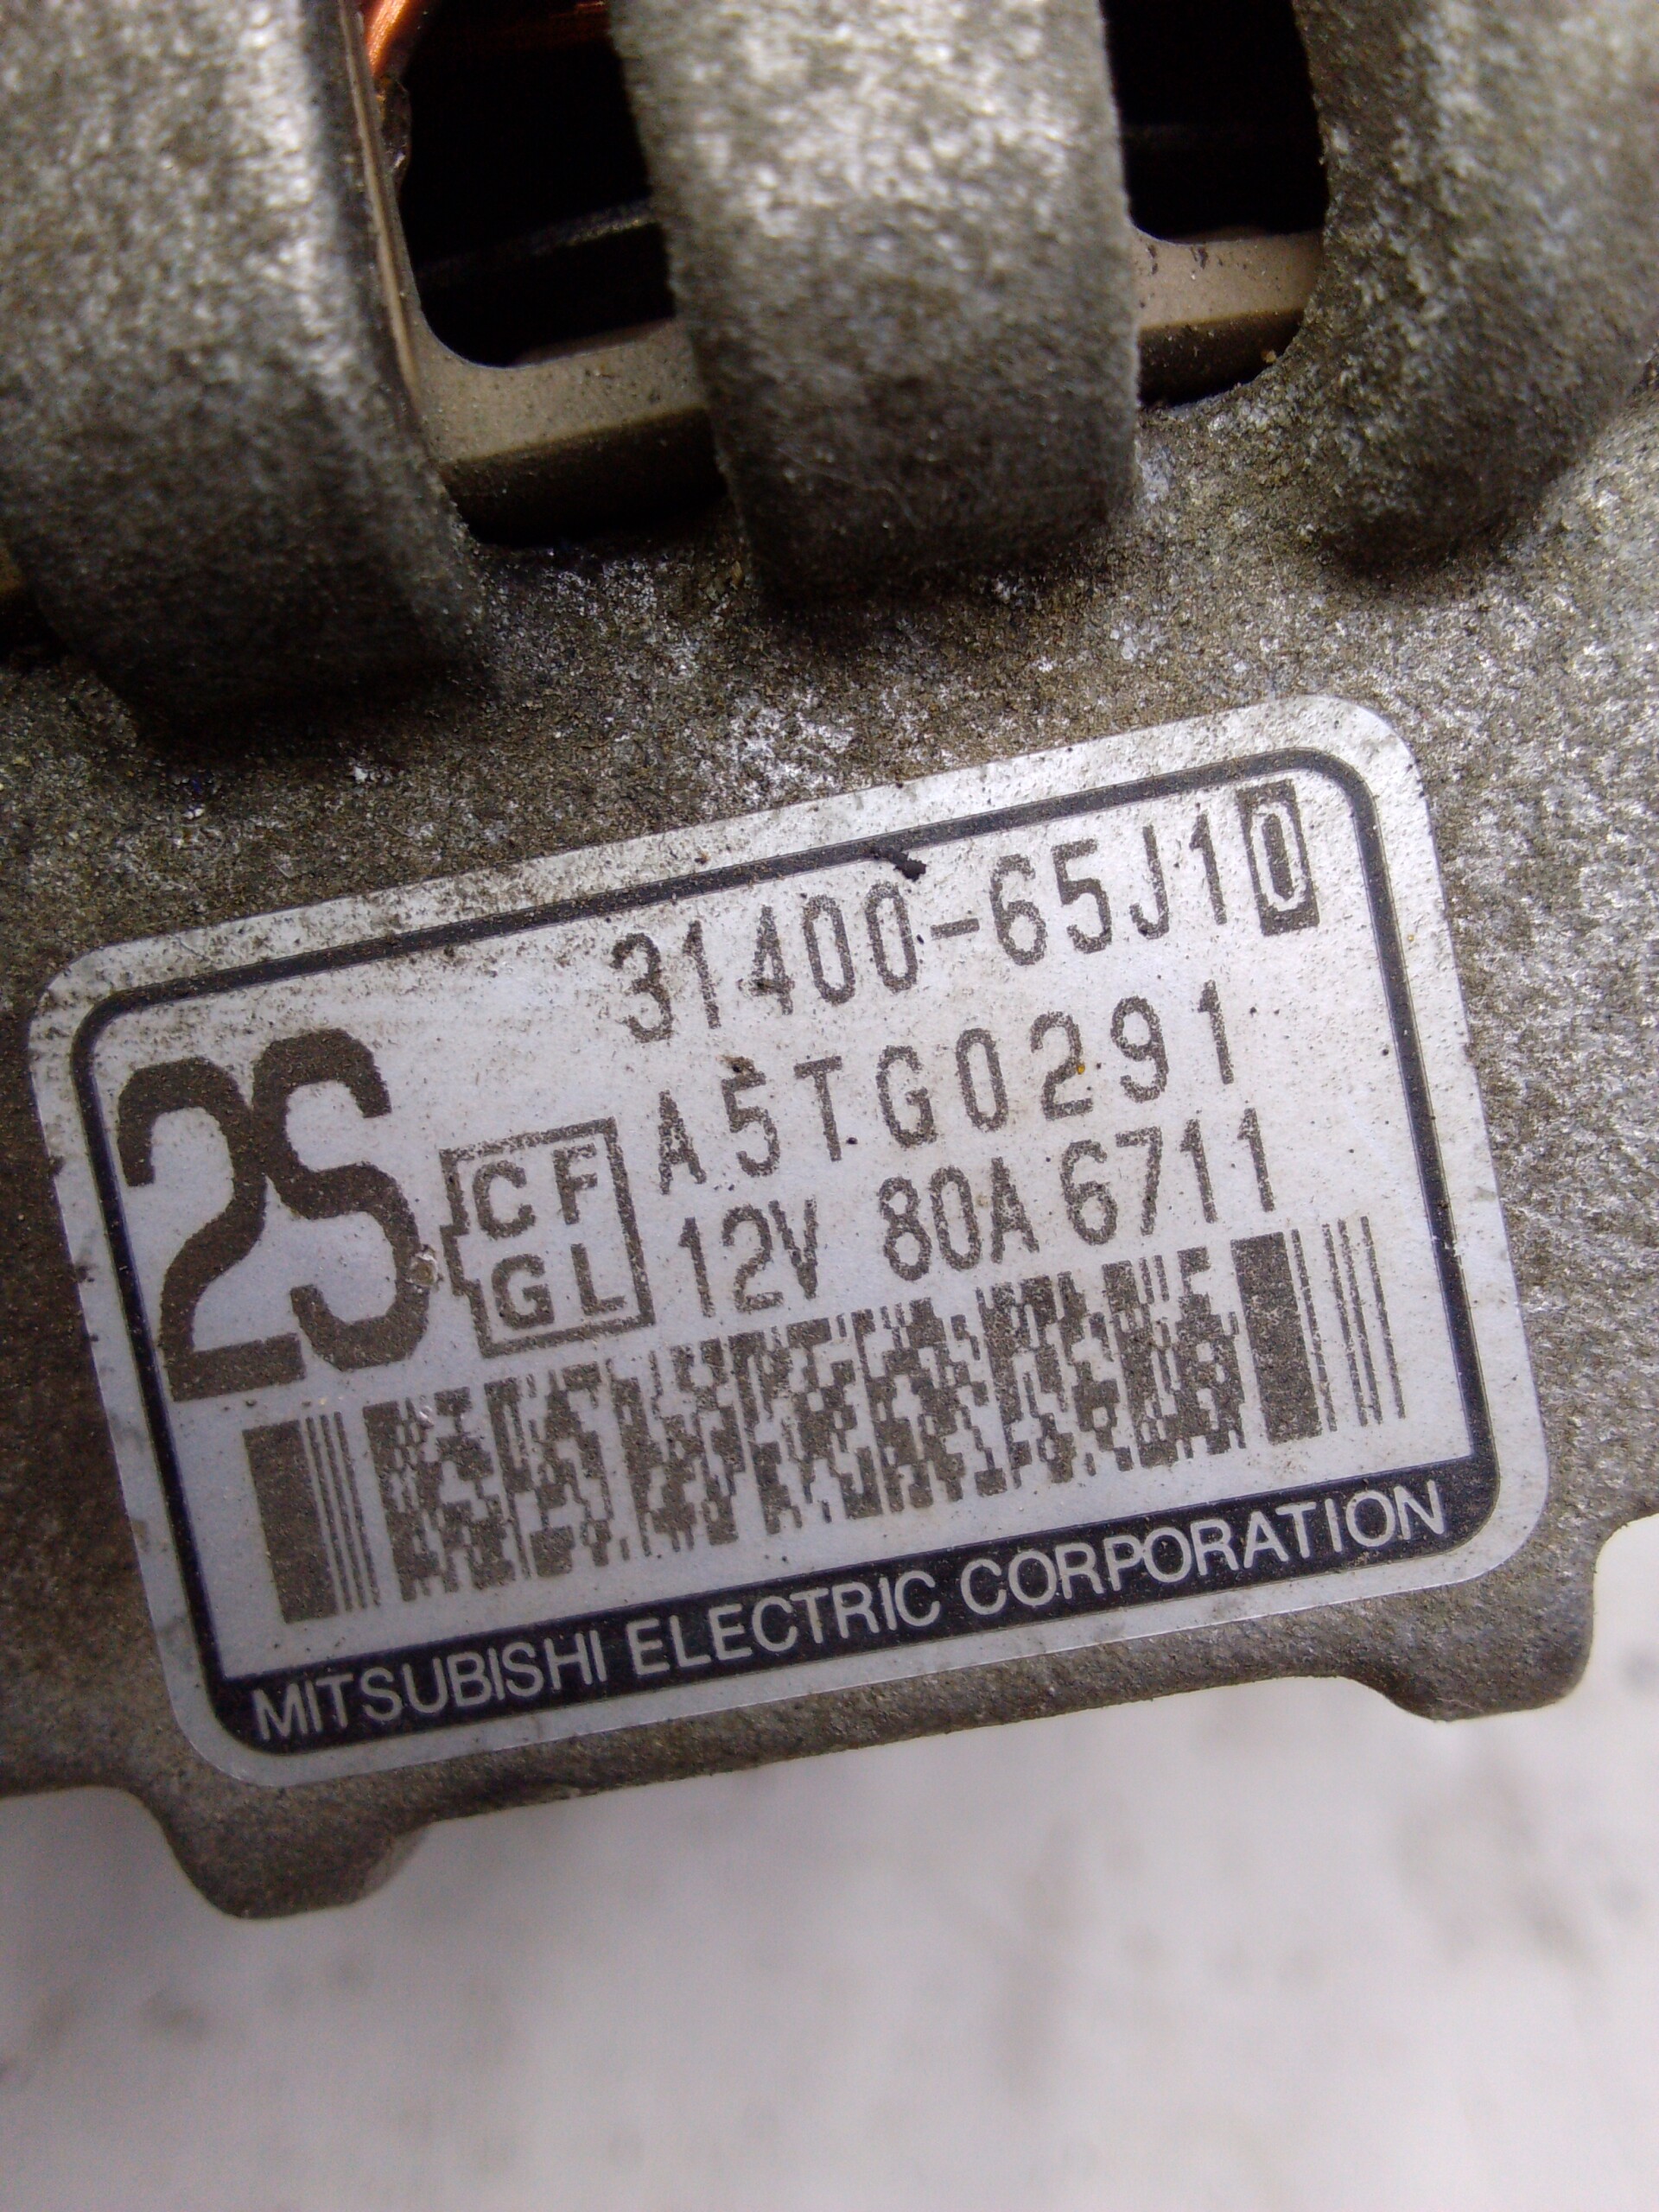 31400-65J10
2S
CF
GL
A5TG0291
12V 80A 6711
MITSUBISHI ELECTRIC CORPORATION